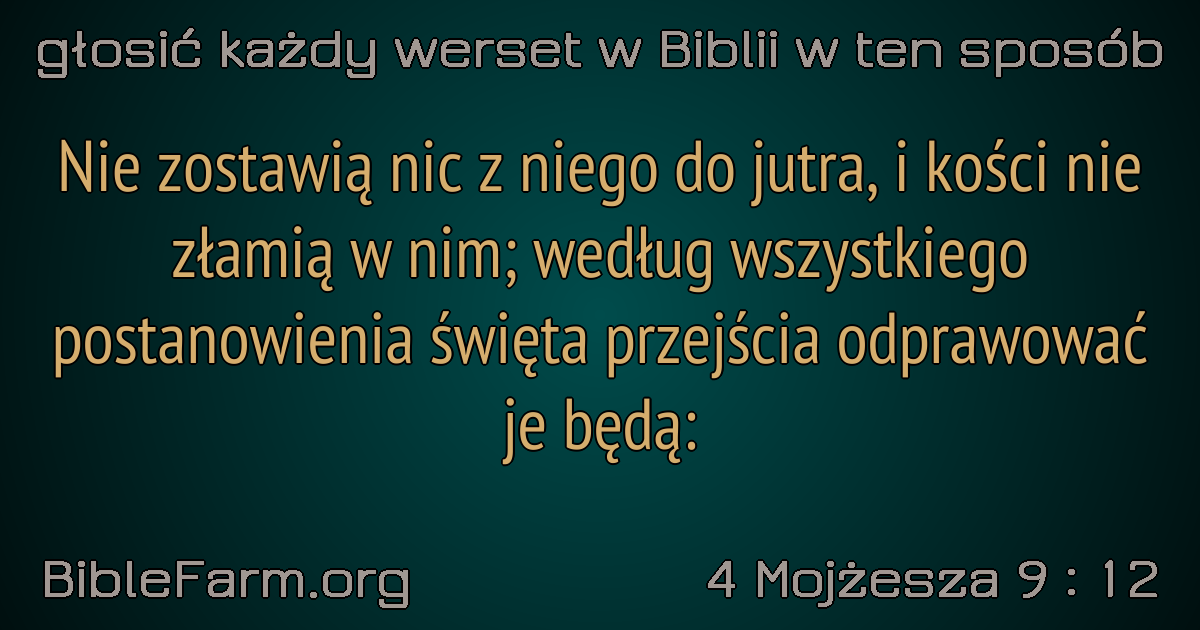 głosić każdy werset w Biblii w ten sposób
Nie zostawią nic z niego do jutra, i kości nie
złamią w nim; według wszystkiego
postanowienia święta przejścia odprawować
je będą:
BibleFarm.org
4 Mojżesza 9 : 12